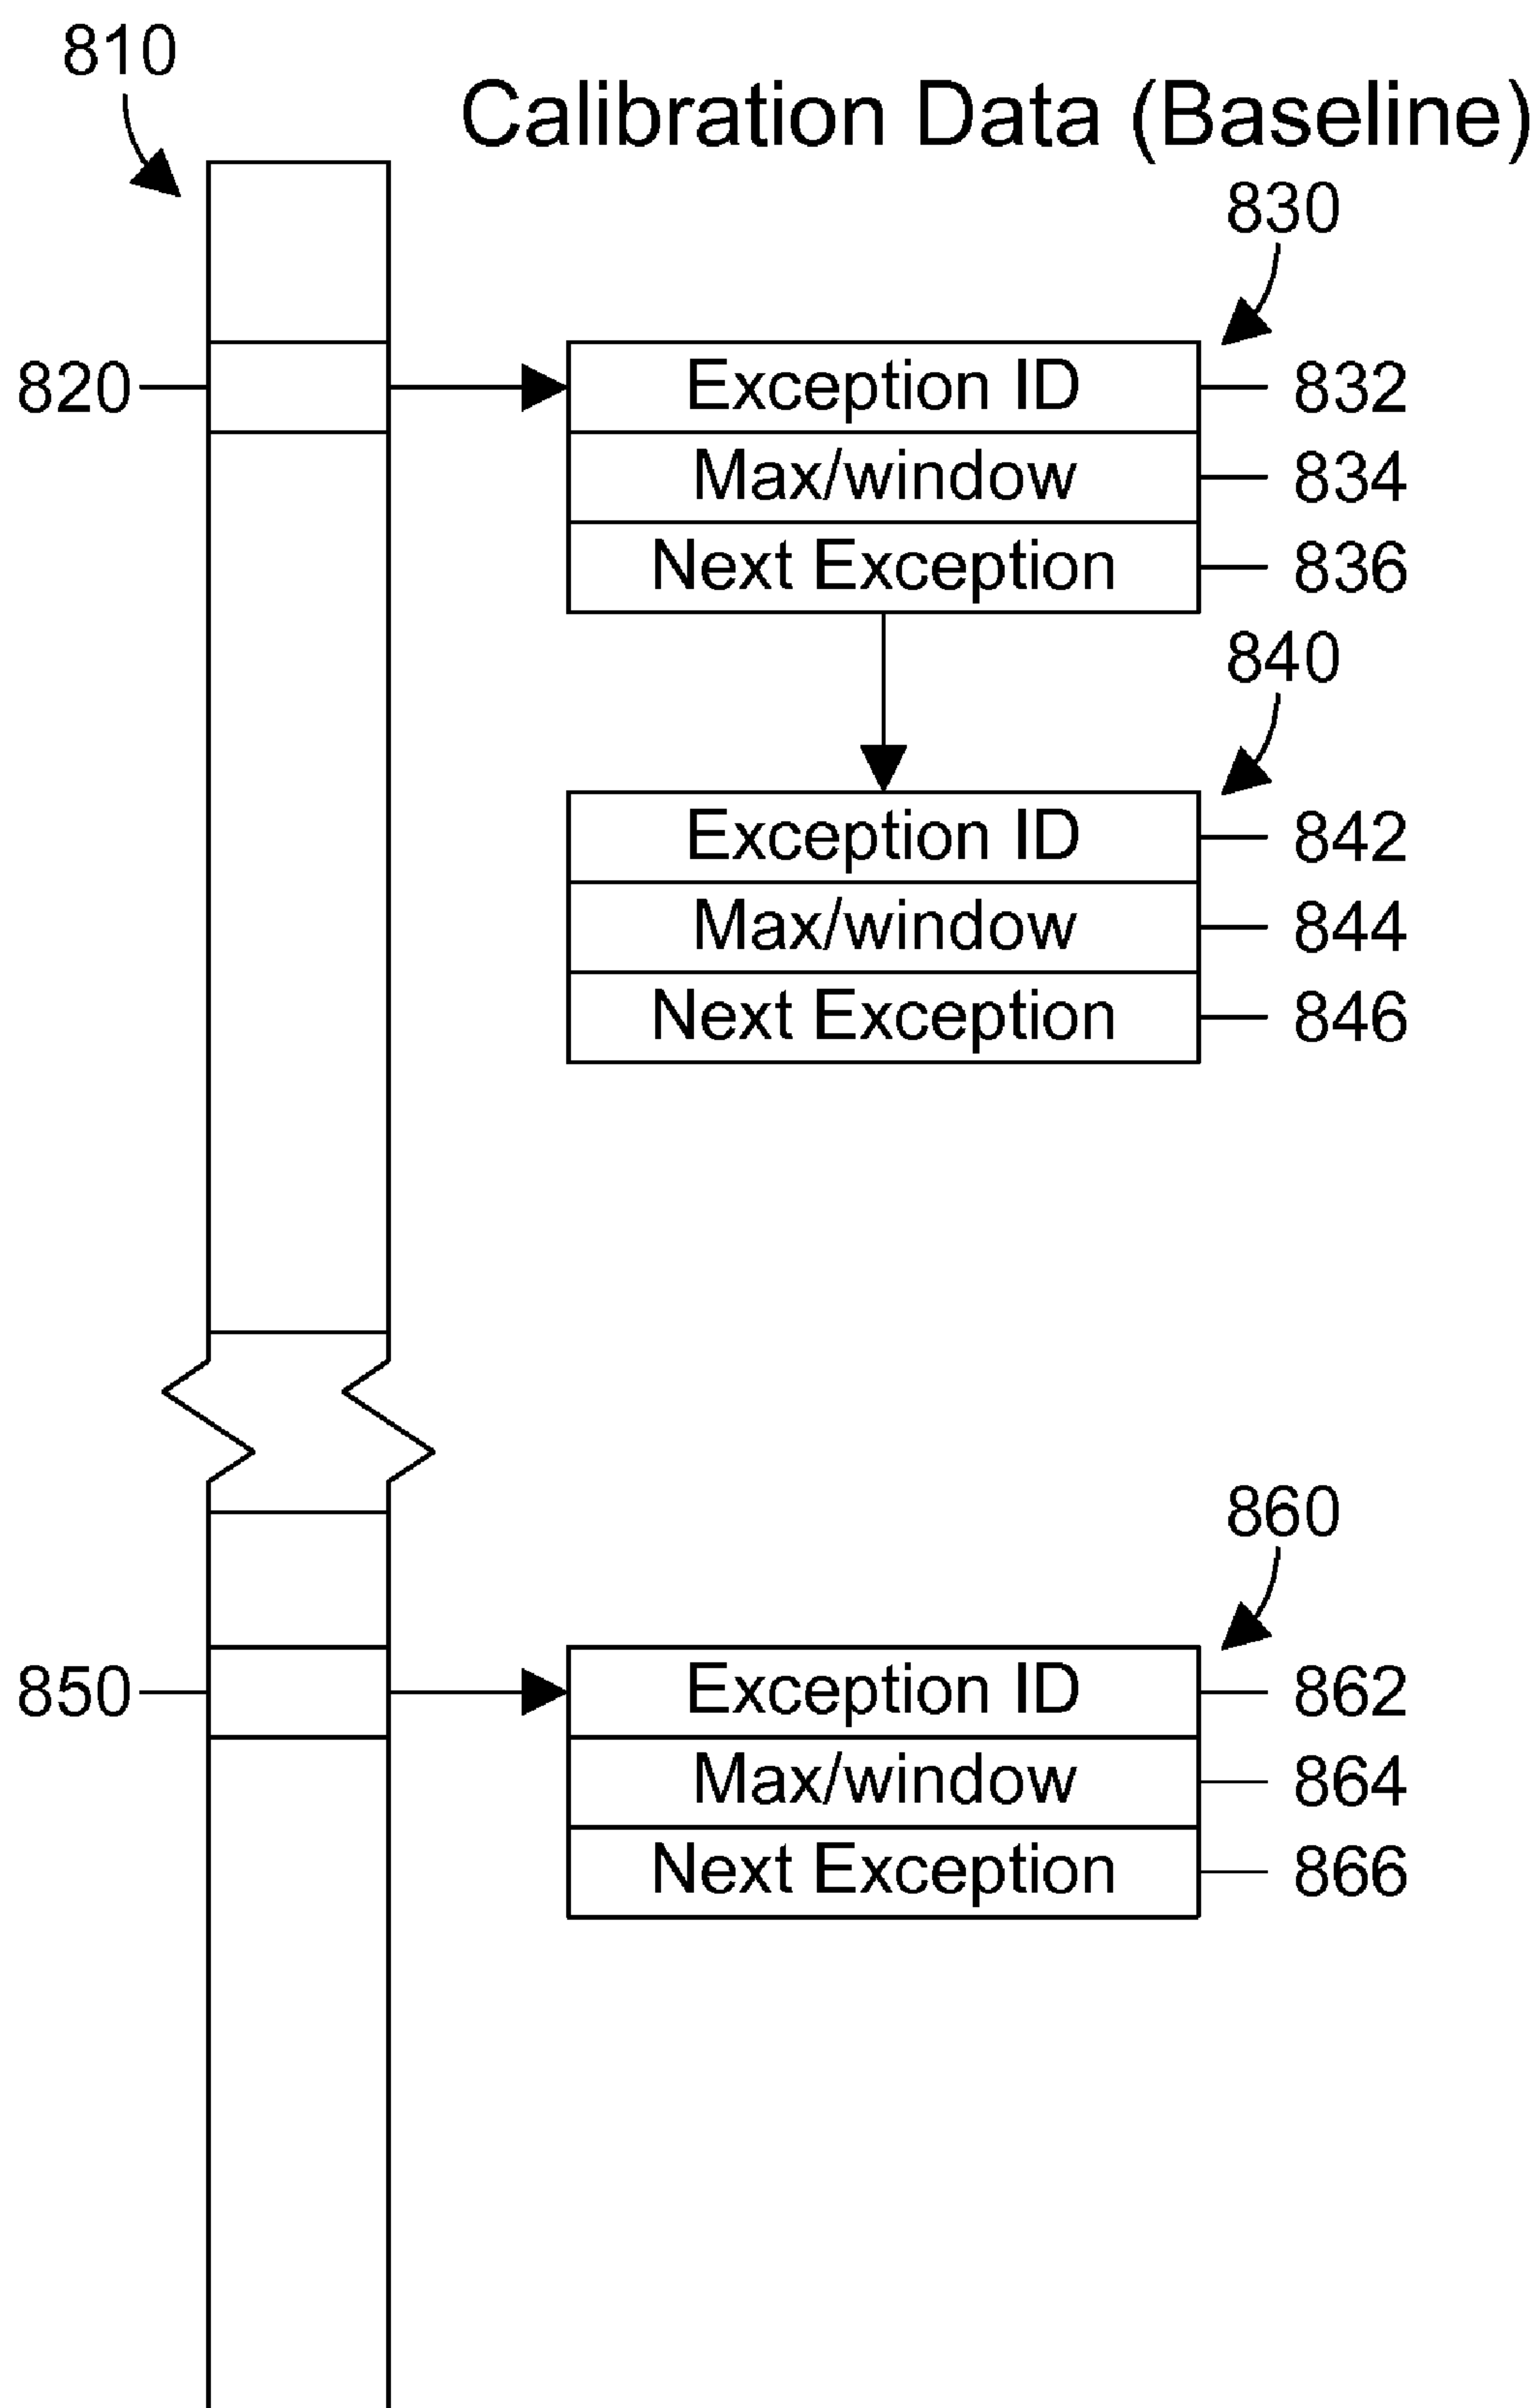 810
Calibration Data (Baseline)
830
820
Exception ID
832
Max/window
834
Next Exception
836
840
Exception ID
842
Max/window
844
Next Exception
846
860
850
Exception ID
862
Max/window
864
Next Exception
866